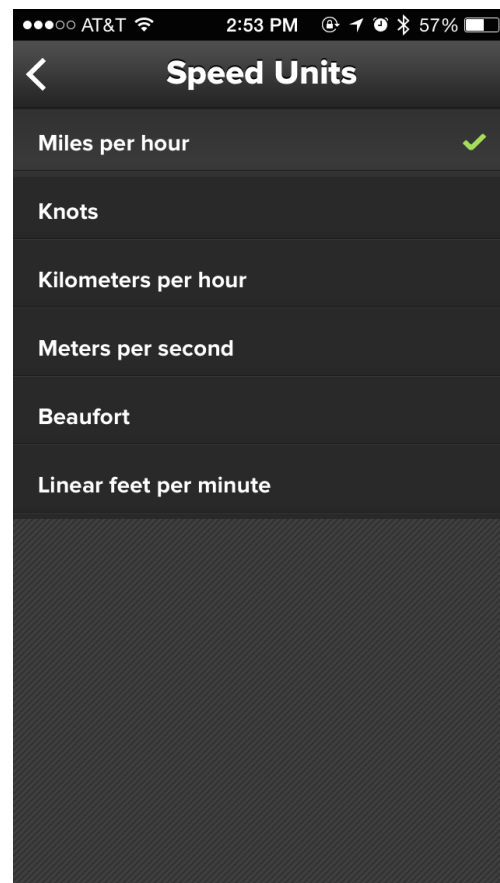 AT&T 2:53 PM 57%
Speed Units
Miles per hour
Knots
Kilometers per hour
Meters per second
Beaufort
Linear feet per minute